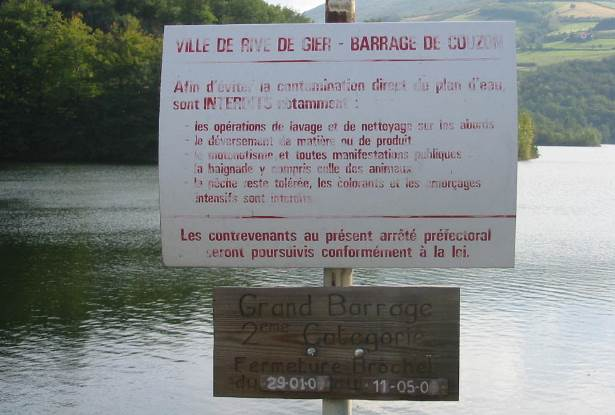 VILLE DE RIVE DE GIER - BARRAGE DE COUZON
Afin d'éviter la contamination direct du plan d'eau,
sont INTERDITS notamment :
- les opérations de lavage et de nettoyage sur les abords
- le déversement de matière ou de produit
- le motonotisme et toutes manifestations publiques
- la baignade y compris celle des animaux
- la pêche reste tolérée, les colorants et les amorçages
intensifs sont interdits
Les contrevenants au présent arrêté préfectoral
seront poursuivis conformément à la loi.
Grand Barrage
2ème Catégorie
Fermeture Brochet
du 29-01-0 11-05-0